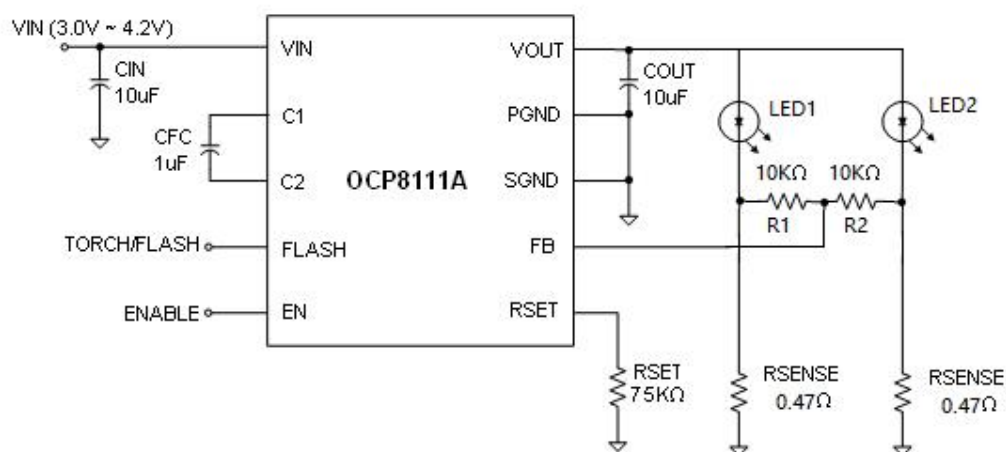 VIN (3.0V ~ 4.2V)
CIN
10uF
CFC
1uF
TORCH/FLASH
ENABLE
VIN
C1
C2
FLASH
EN
OCP8111A
VOUT
PGND
SGND
FB
RSET
COUT
10uF
LED1
LED2
10KΩ
10KΩ
R1
R2
RSET
75KΩ
RSENSE
0.47Ω
RSENSE
0.47Ω